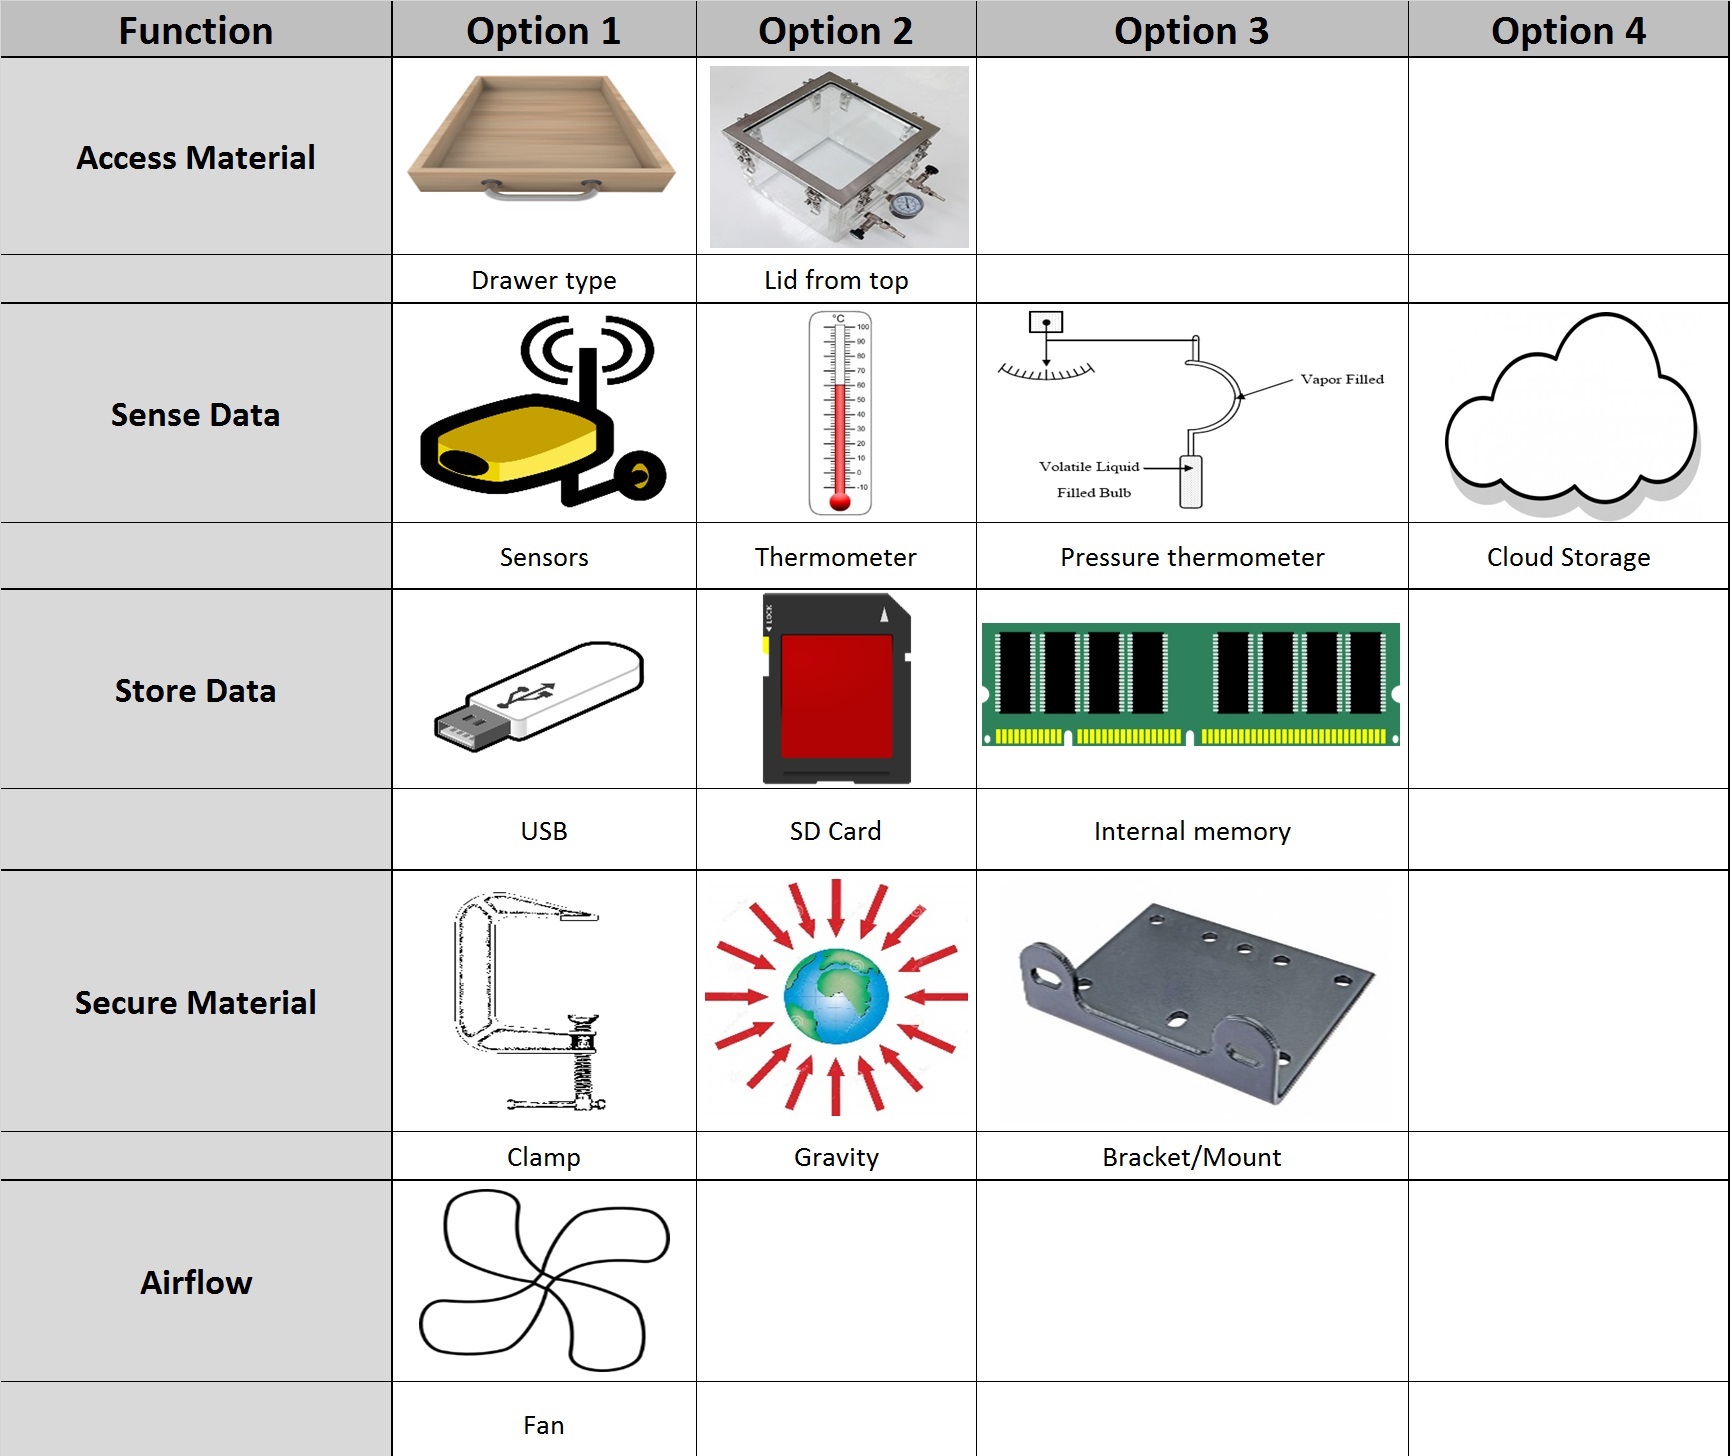 Function Option 1 Option 2 Option 3 Option 4
Access Material
Drawer type Lid from top
Sense Data
°C
100
90
80
70
60
50
40
30
20
10
0
-10
Vapor Filled
Volatile Liquid
Filled Bulb
Sensors Thermometer Pressure thermometer Cloud Storage
Store Data
LOCK
USB SD Card Internal memory
Secure Material
Clamp Gravity Bracket/Mount
Airflow
Fan